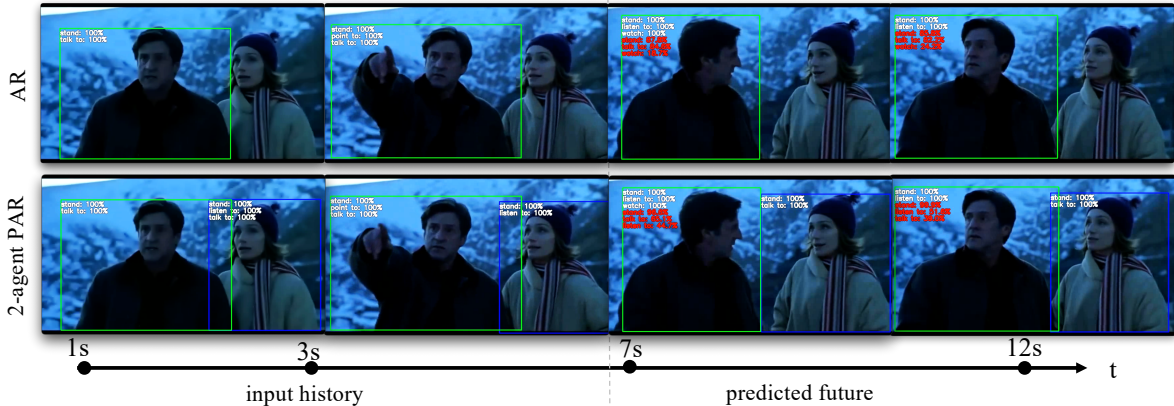 AR
stand: 100%
talk to: 100%
stand: 100%
point to: 100%
talk to: 100%
stand: 100%
listen to: 100%
watch: 100%
stand: 100%
listen to: 100%
2-agent PAR
stand: 100%
talk to: 100%
stand: 100%
listen to: 100%
talk to: 100%
stand: 100%
point to: 100%
talk to: 100%
stand: 100%
listen to: 100%
stand: 100%
listen to: 100%
watch: 100%
stand: 100%
talk to: 100%
stand: 100%
listen to: 100%
stand: 100%
talk to: 100%
1s
3s
7s
12s
t
input history
predicted future